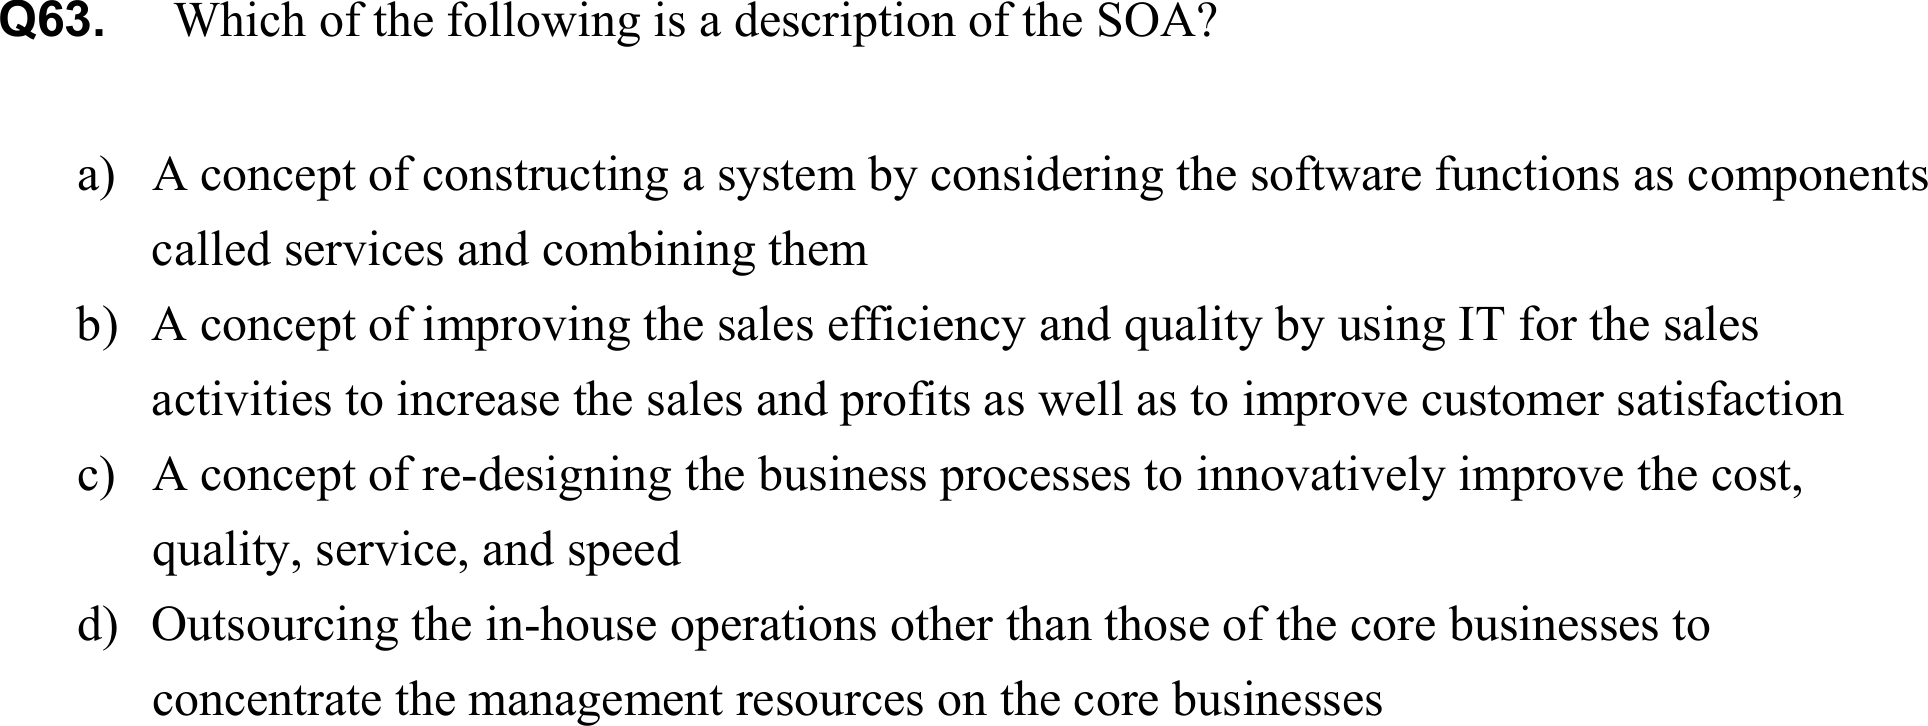 Q63. Which of the following is a description of the SOA?
a) A concept of constructing a system by considering the software functions as components
called services and combining them
b) A concept of improving the sales efficiency and quality by using IT for the sales
activities to increase the sales and profits as well as to improve customer satisfaction
c) A concept of re-designing the business processes to innovatively improve the cost,
quality, service, and speed
d) Outsourcing the in-house operations other than those of the core businesses to
concentrate the management resources on the core businesses